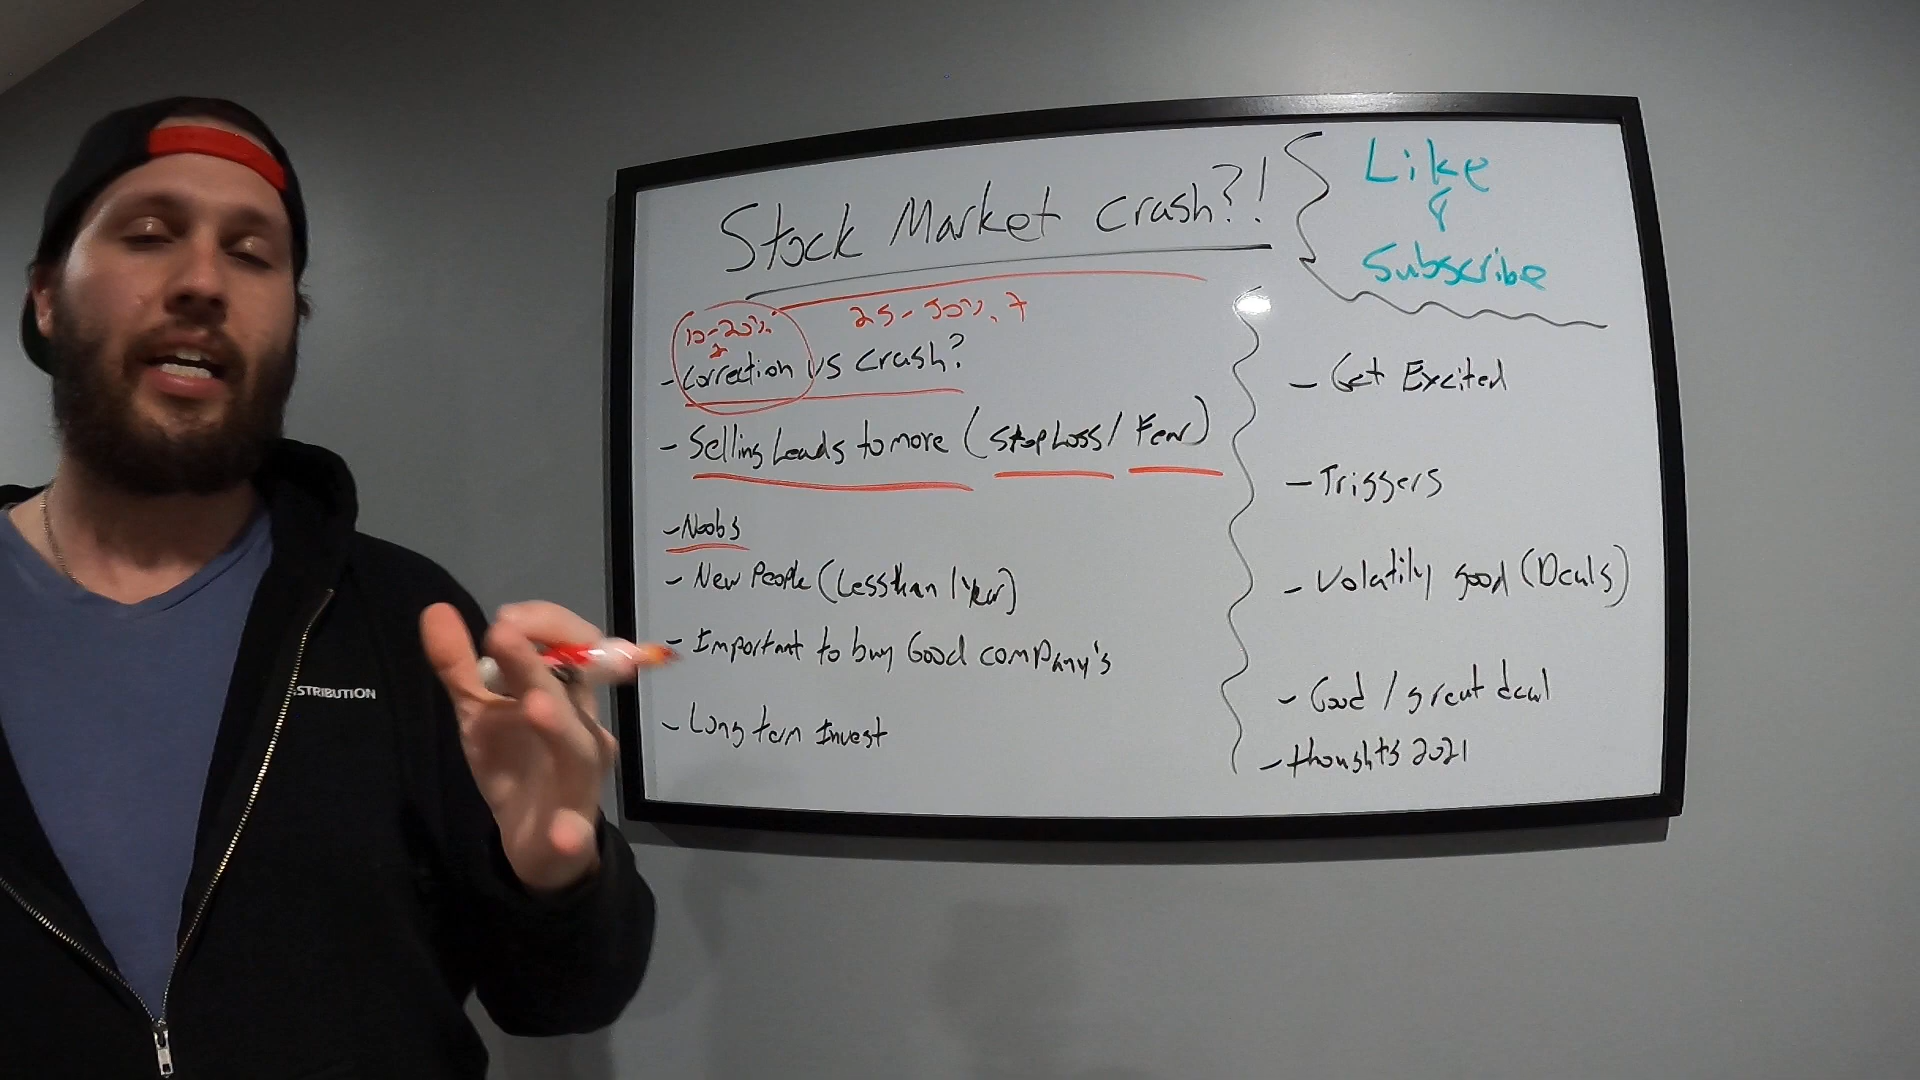 Stock Market Crash?!
Like
&
Subscribe
10-20%
25-50%
- Correction vs Crash?
- Selling Leads to more (Stop Loss/ Fear)
- Noobs
- New People (Less than 1 Year)
- Important to buy Good company's
- Long term Invest
- Get Excited
- Triggers
- Volatility good (Deals)
- Good / great deal
- thoughts 2021
STRIBUTION